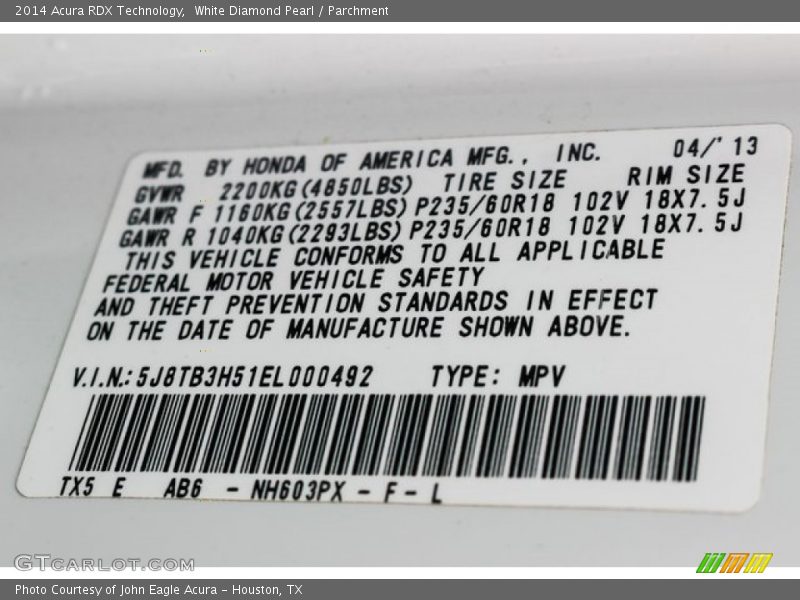 2014 Acura RDX Technology,  White Diamond Pearl / Parchment
MFD. BY HONDA OF AMERICA MFG., INC. 04/'13
GVWR 2200KG(4850LBS) TIRE SIZE RIM SIZE
GAWR F 1160KG(2557LBS) P235/60R18 102V 18X7.5J
GAWR R 1040KG(2293LBS) P235/60R18 102V 18X7.5J
THIS VEHICLE CONFORMS TO ALL APPLICABLE
FEDERAL MOTOR VEHICLE SAFETY
AND THEFT PREVENTION STANDARDS IN EFFECT
ON THE DATE OF MANUFACTURE SHOWN ABOVE.
V.I.N.: 5J8TB3H51EL000492 TYPE: MPV
TX5 E AB6 - NH603PX - F - L
GTCARLOT.COM
Photo Courtesy of John Eagle Acura - Houston, TX